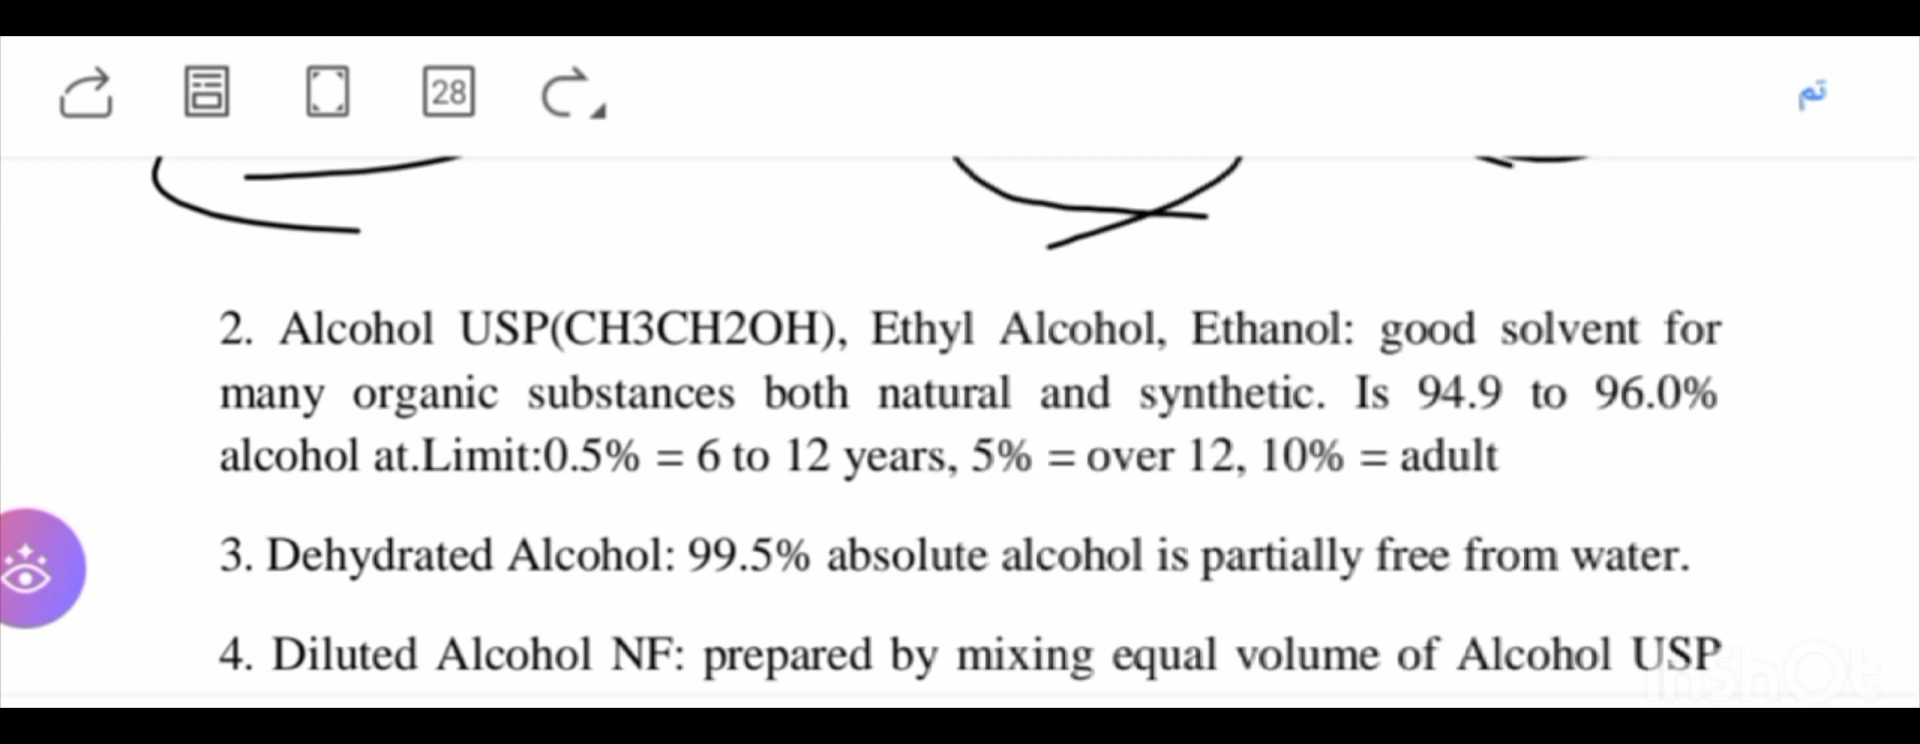 28
تم
2. Alcohol USP(CH3CH2OH), Ethyl Alcohol, Ethanol: good solvent for
many organic substances both natural and synthetic. Is 94.9 to 96.0%
alcohol at.Limit:0.5% = 6 to 12 years, 5% = over 12, 10% = adult
3. Dehydrated Alcohol: 99.5% absolute alcohol is partially free from water.
4. Diluted Alcohol NF: prepared by mixing equal volume of Alcohol USP
InShOt